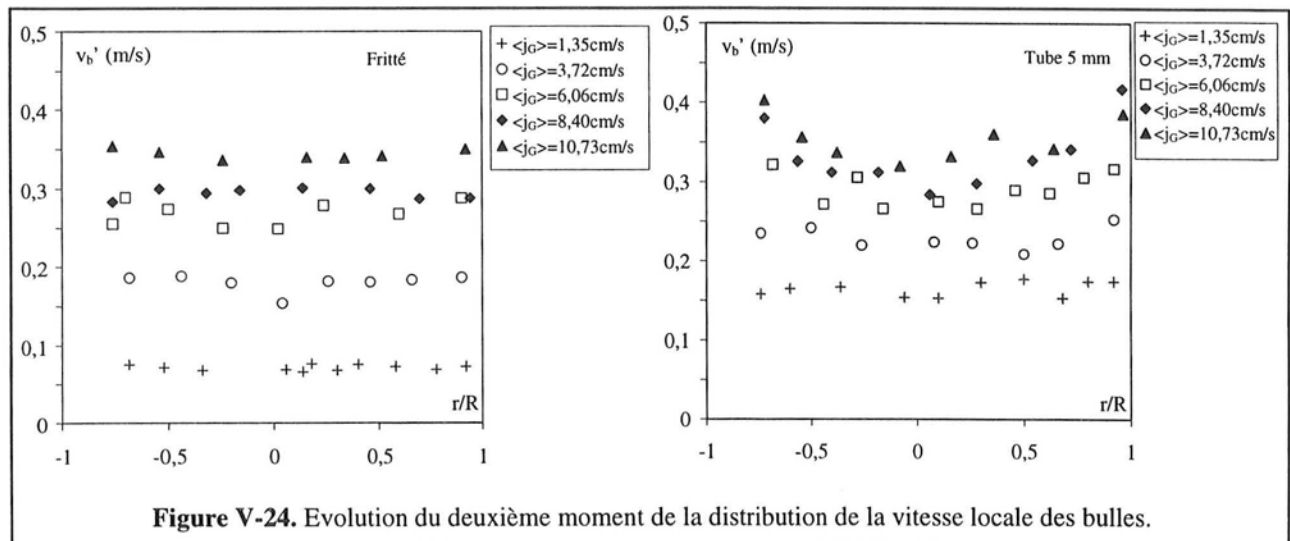 0,5
v_b' (m/s)
Fritté
0,4
0,3
0,2
0,1
0
r/R
-1
-0,5
0
0,5
1
+ <j_G>=1,35cm/s
○ <j_G>=3,72cm/s
□ <j_G>=6,06cm/s
◆ <j_G>=8,40cm/s
▲ <j_G>=10,73cm/s
0,5
v_b' (m/s)
Tube 5 mm
0,4
0,3
0,2
0,1
0
r/R
-1
-0,5
0
0,5
1
+ <j_G>=1,35cm/s
○ <j_G>=3,72cm/s
□ <j_G>=6,06cm/s
◆ <j_G>=8,40cm/s
▲ <j_G>=10,73cm/s
Figure V-24. Evolution du deuxième moment de la distribution de la vitesse locale des bulles.